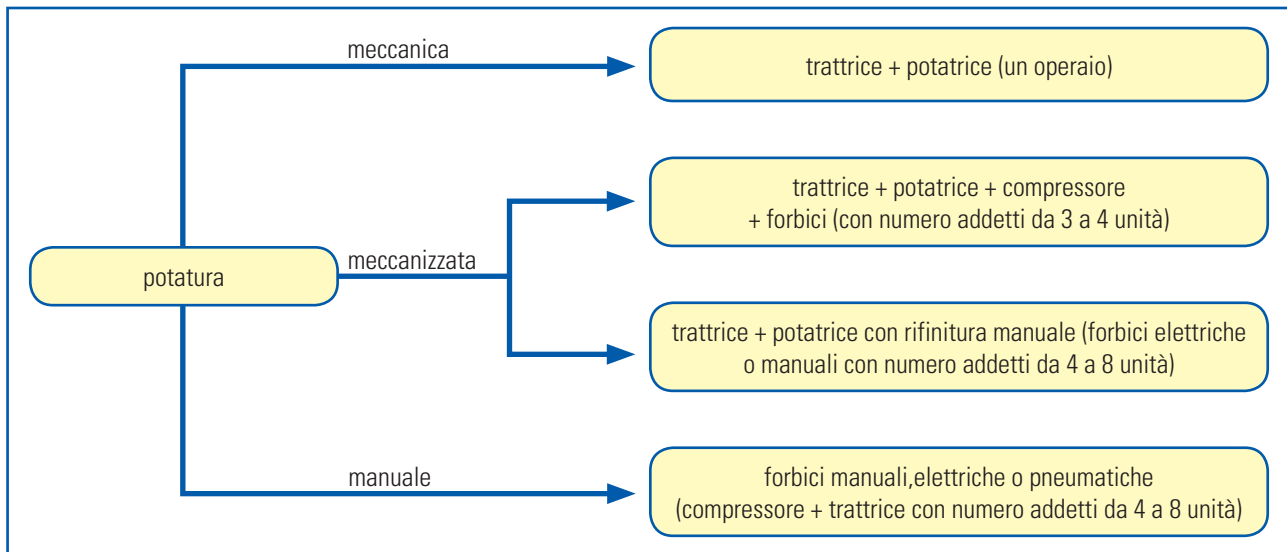 meccanica
trattrice + potatrice (un operaio)
trattrice + potatrice + compressore
+ forbici (con numero addetti da 3 a 4 unità)
potatura
meccanizzata
trattrice + potatrice con rifinitura manuale (forbici elettriche
o manuali con numero addetti da 4 a 8 unità)
manuale
forbici manuali,elettriche o pneumatiche
(compressore + trattrice con numero addetti da 4 a 8 unità)